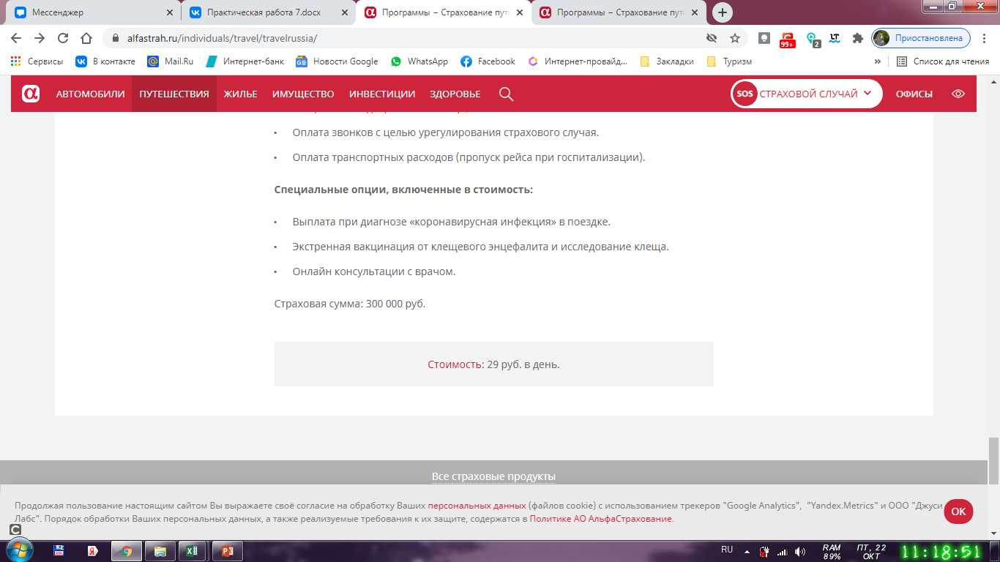 Мессенджер
Практическая работа 7.docx
Программы – Страхование пут
Программы – Страхование пут
alfastrah.ru/individuals/travel/travelrussia/
99+
2
LT
Приостановлена
Сервисы
В контакте
Mail.Ru
Интернет-банк
Новости Google
WhatsApp
Facebook
Интернет-провайд...
Закладки
Туризм
»
Список для чтения
АВТОМОБИЛИ
ПУТЕШЕСТВИЯ
ЖИЛЬЕ
ИМУЩЕСТВО
ИНВЕСТИЦИИ
ЗДОРОВЬЕ
SOS СТРАХОВОЙ СЛУЧАЙ
ОФИСЫ
• Оплата звонков с целью урегулирования страхового случая.
• Оплата транспортных расходов (пропуск рейса при госпитализации).
Специальные опции, включенные в стоимость:
• Выплата при диагнозе «коронавирусная инфекция» в поездке.
• Экстренная вакцинация от клещевого энцефалита и исследование клеща.
• Онлайн консультации с врачом.
Страховая сумма: 300 000 руб.
Стоимость: 29 руб. в день.
Все страховые продукты
Продолжая пользование настоящим сайтом Вы выражаете своё согласие на обработку Ваших персональных данных (файлов cookie) с использованием трекеров "Google Analytics", "Yandex.Metrics" и ООО "Джуси
Лабс". Порядок обработки Ваших персональных данных, а также реализуемые требования к их защите, содержатся в Политике АО АльфаСтрахование.
OK
RU
RAM
89%
ПТ, 22
ОКТ
11:18:51